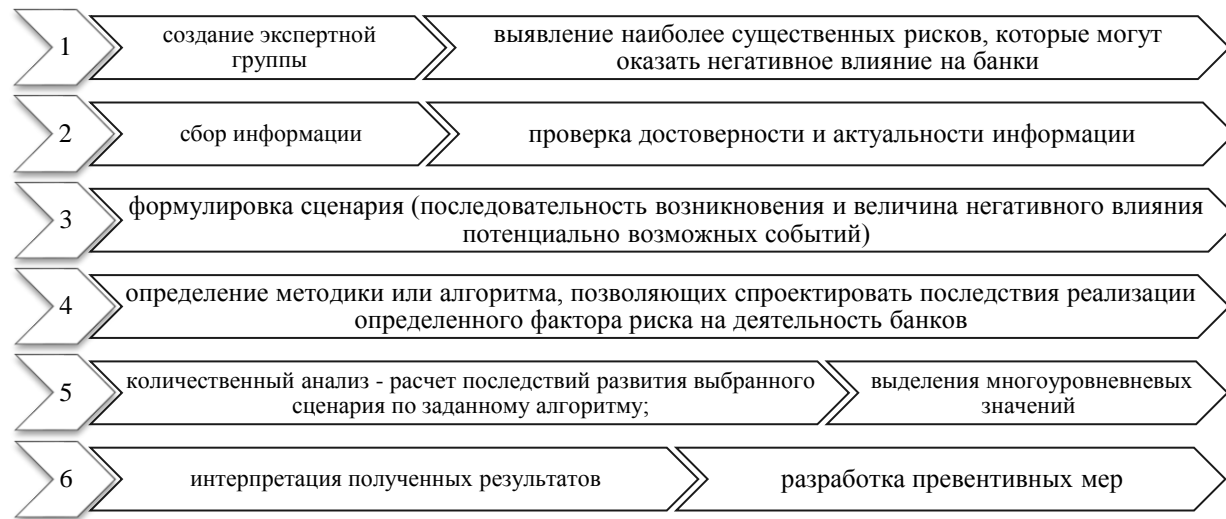 1
создание экспертной
группы
выявление наиболее существенных рисков, которые могут
оказать негативное влияние на банки
2
сбор информации
проверка достоверности и актуальности информации
3
формулировка сценария (последовательность возникновения и величина негативного влияния
потенциально возможных событий)
4
определение методики или алгоритма, позволяющих спроектировать последствия реализации
определенного фактора риска на деятельность банков
5
количественный анализ - расчет последствий развития выбранного
сценария по заданному алгоритму;
выделения многоуровневневых
значений
6
интерпретация полученных результатов
разработка превентивных мер